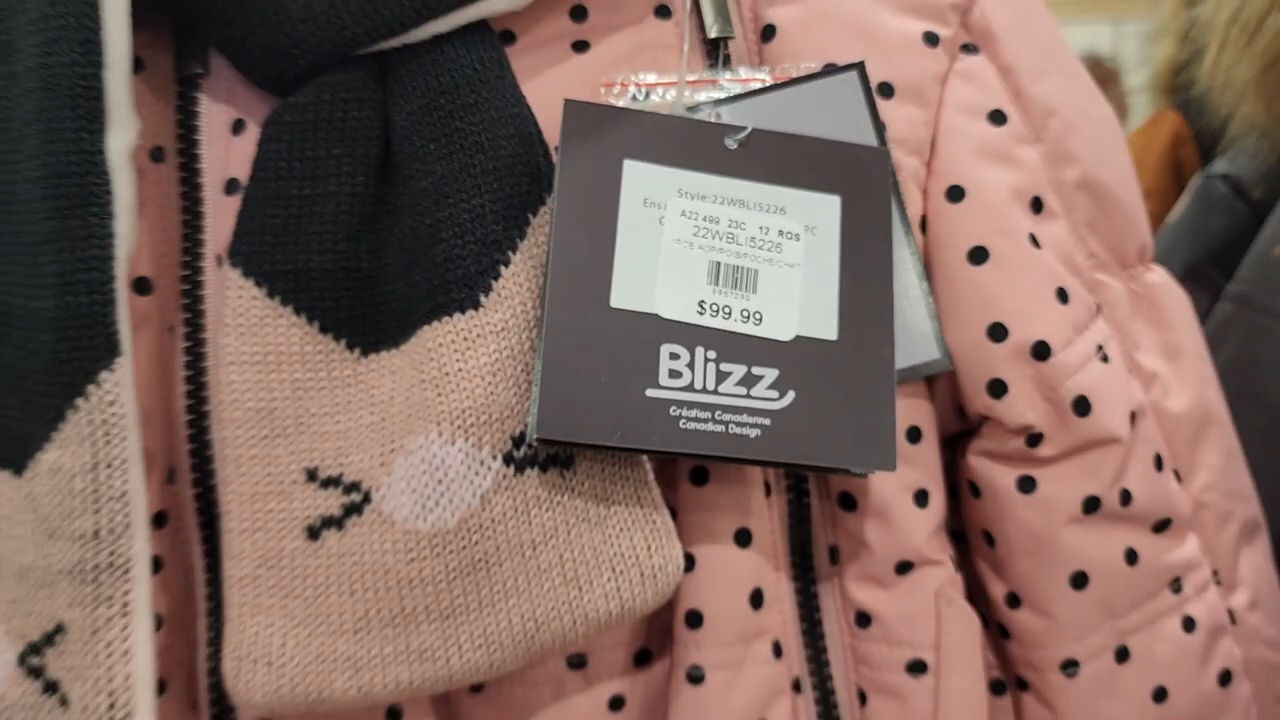 Style:22WBLI5226
A22 499 23C 12 ROS
22WBLI5226
$99.99
Blizz
Création Canadienne
Canadian Design